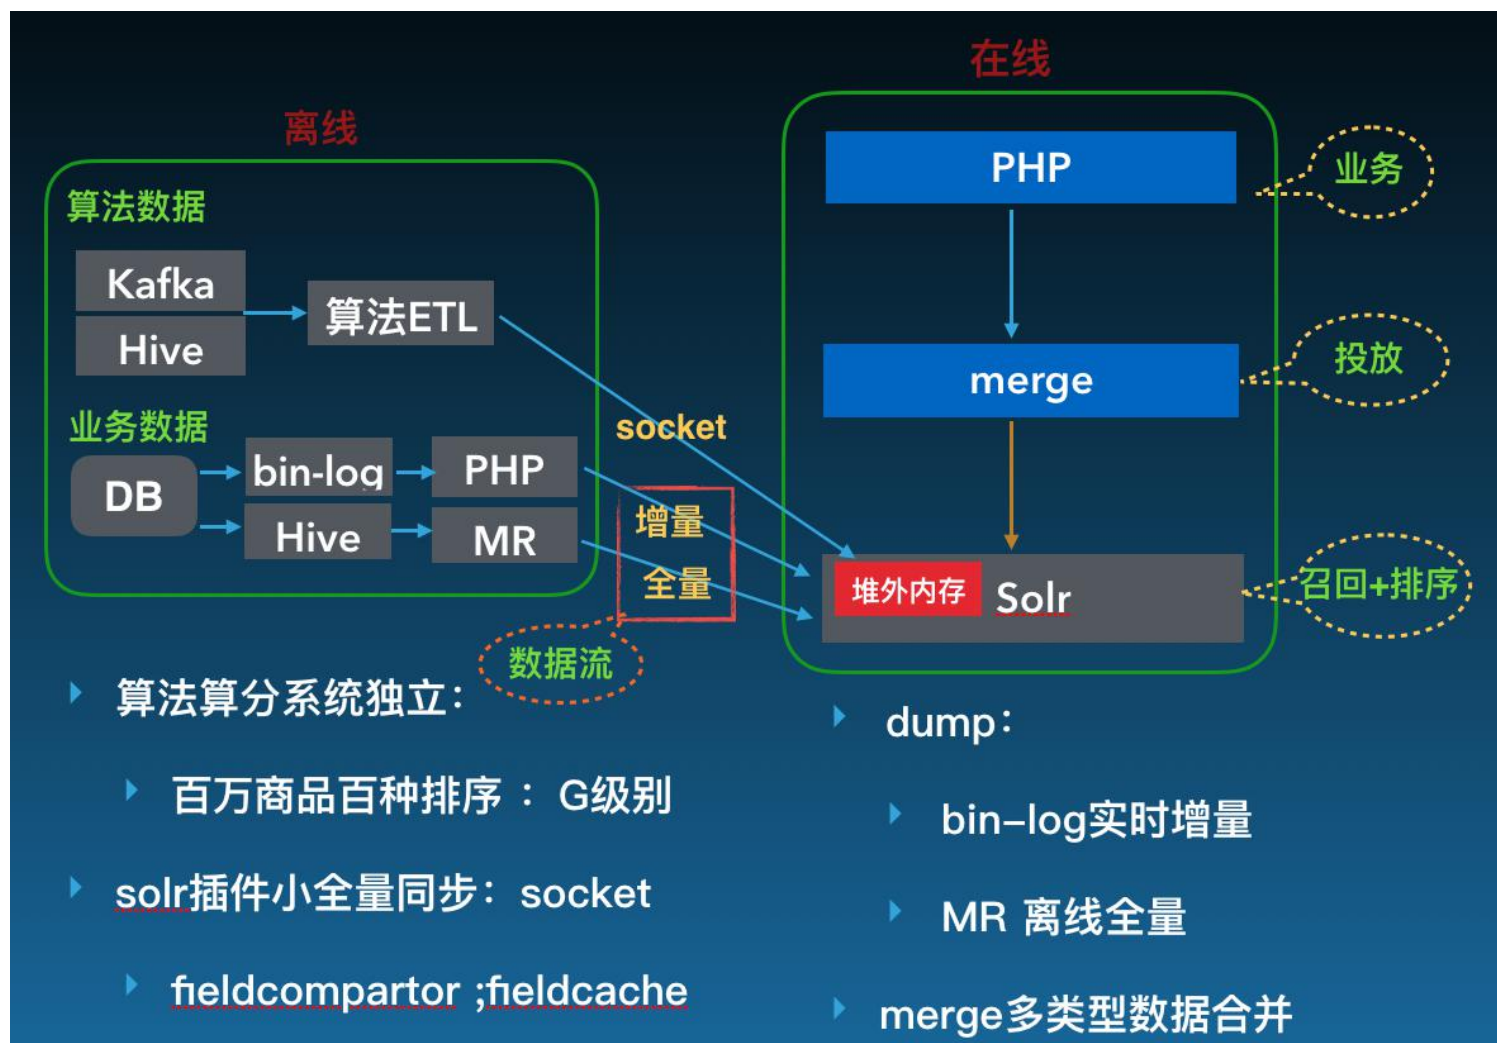 离线
算法数据
Kafka
Hive
算法ETL
业务数据
DB
bin-log
PHP
Hive
MR
socket
增量
全量
数据流
在线
PHP
业务
merge
投放
堆外内存
Solr
召回+排序
算法算分系统独立：
百万商品百种排序 ： G级别
solr插件小全量同步：socket
fieldcompartor ;fieldcache
dump：
bin-log实时增量
MR 离线全量
merge多类型数据合并